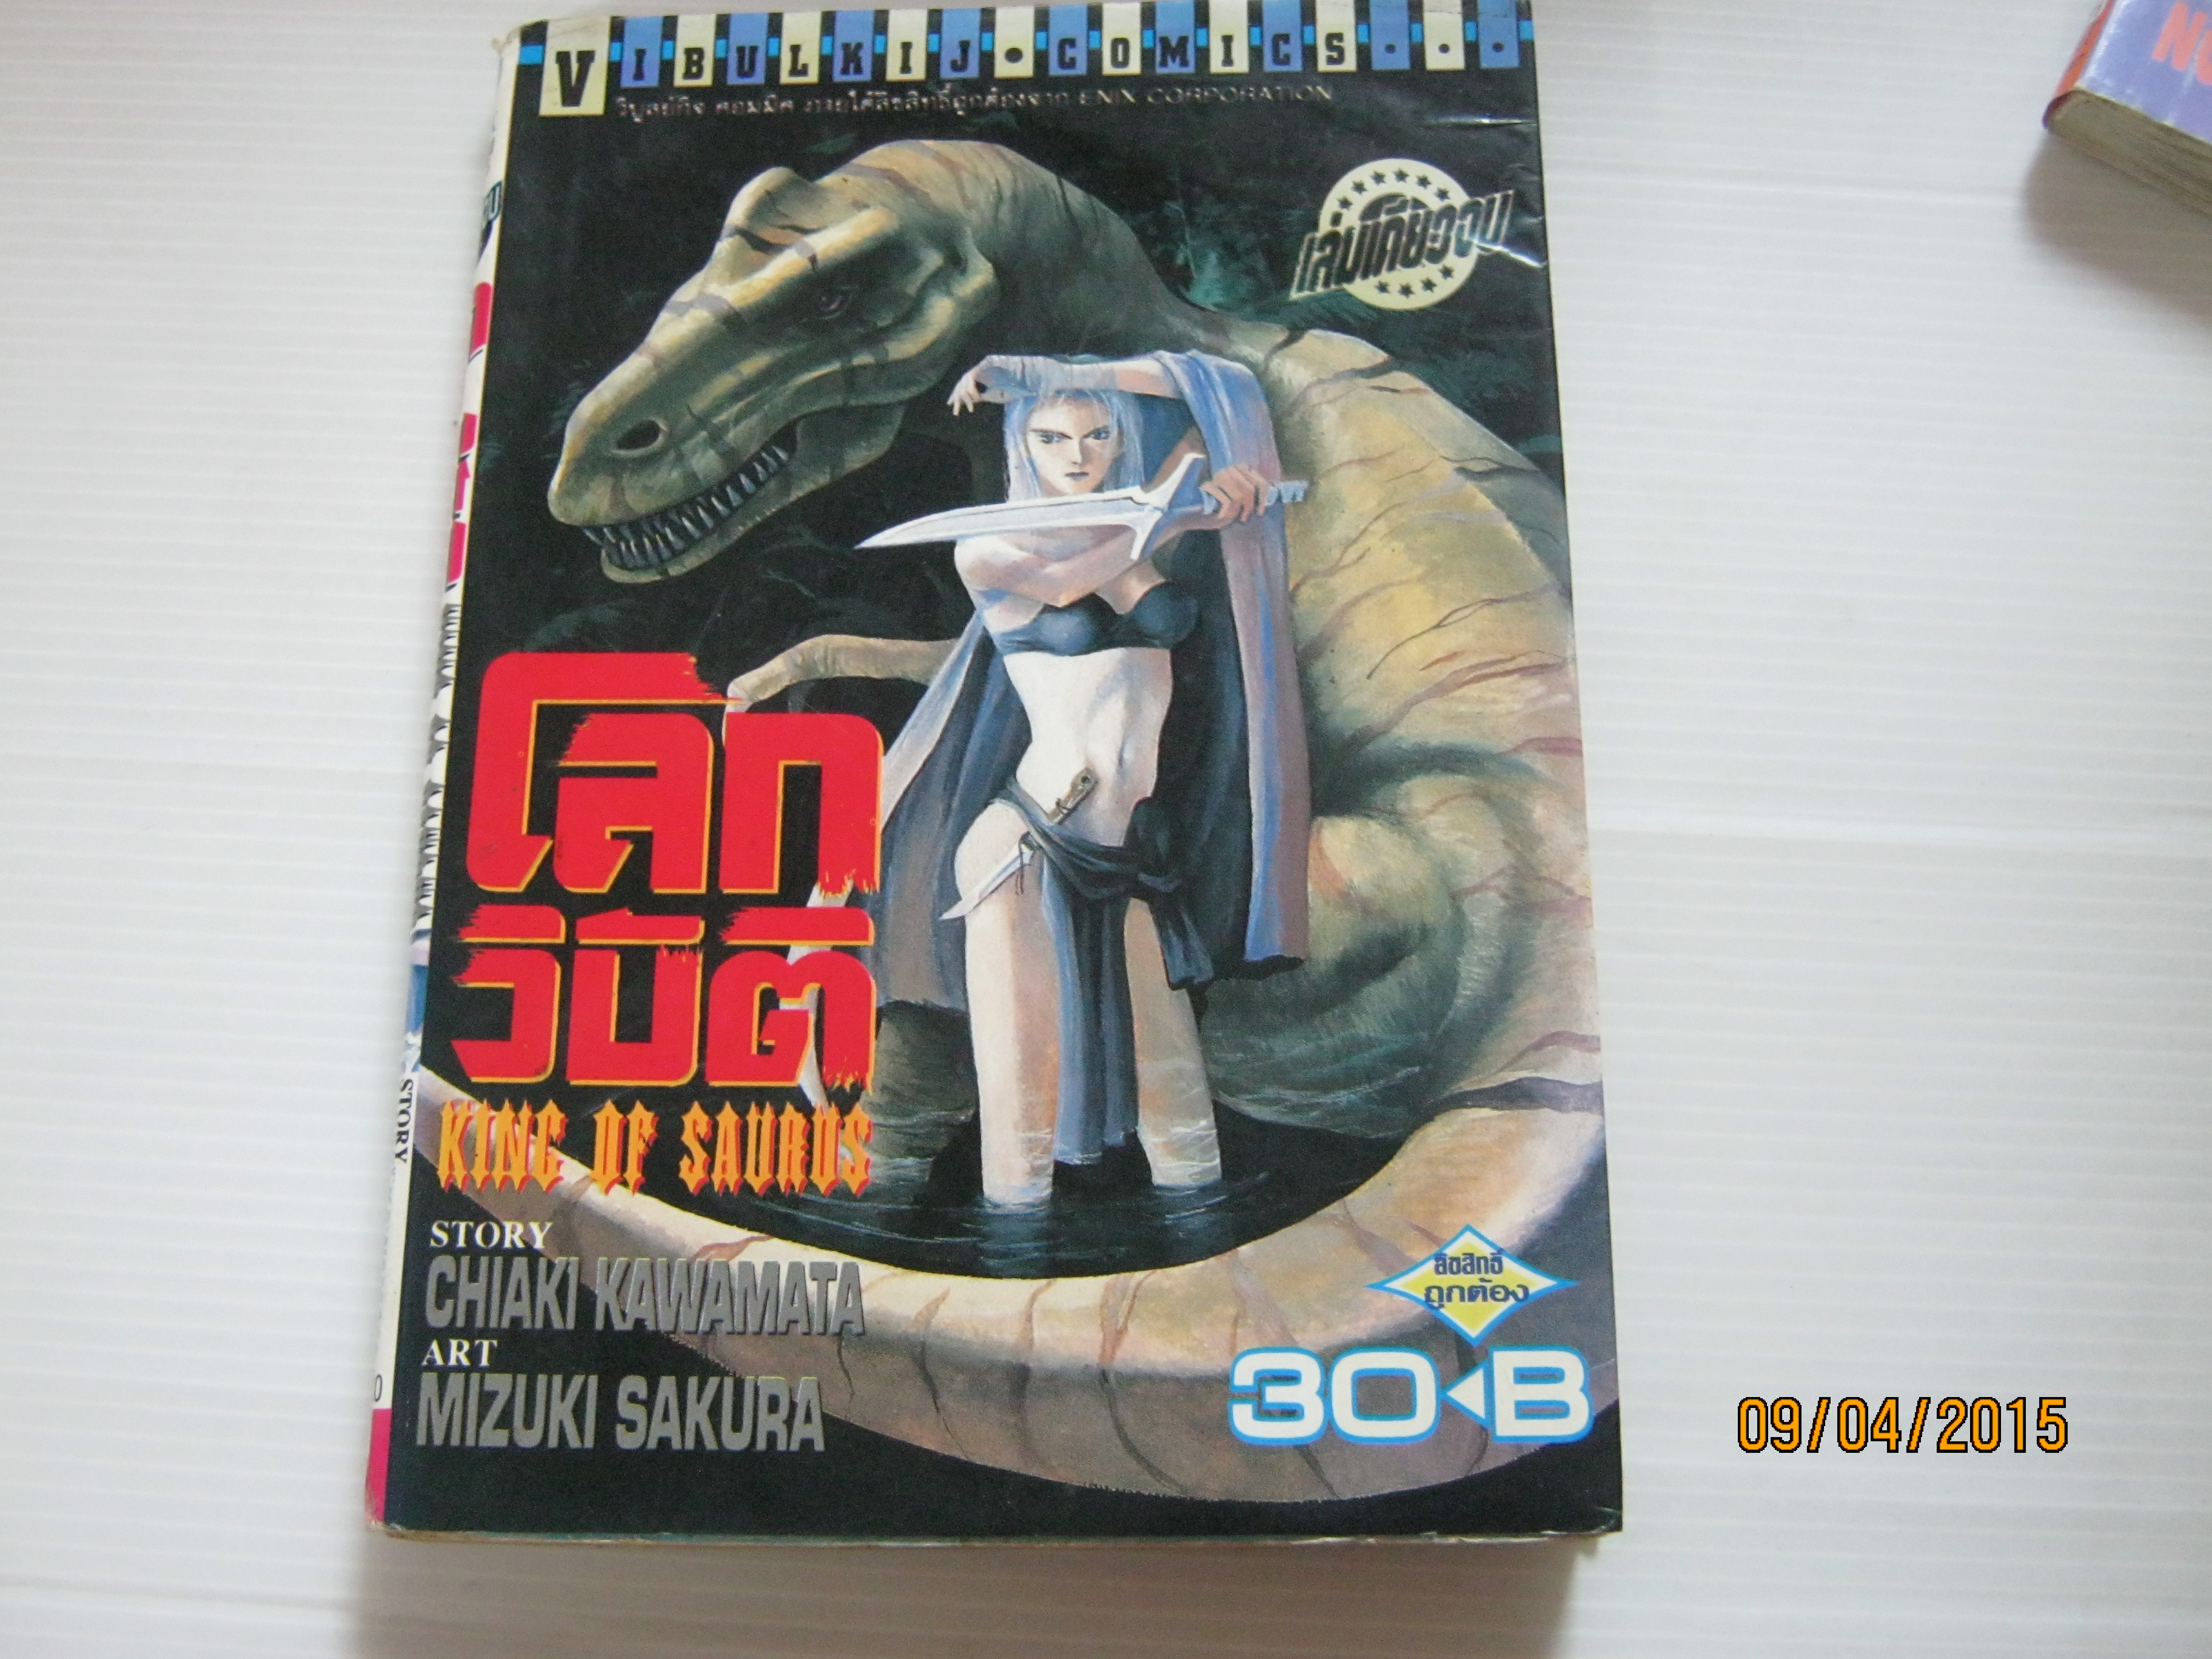 VIBULKIJ•COMICS...
วิบูลย์กิจ คอมมิค ภายใต้ลิขสิทธิ์ถูกต้องจาก ENIX CORPORATION
เล่มเดียวจบ
โลก
วิบัติ
KING OF SAURUS
STORY
CHIAKI KAWAMATA
ART
MIZUKI SAKURA
ลิขสิทธิ์
ถูกต้อง
30◄B
STORY
09/04/2015